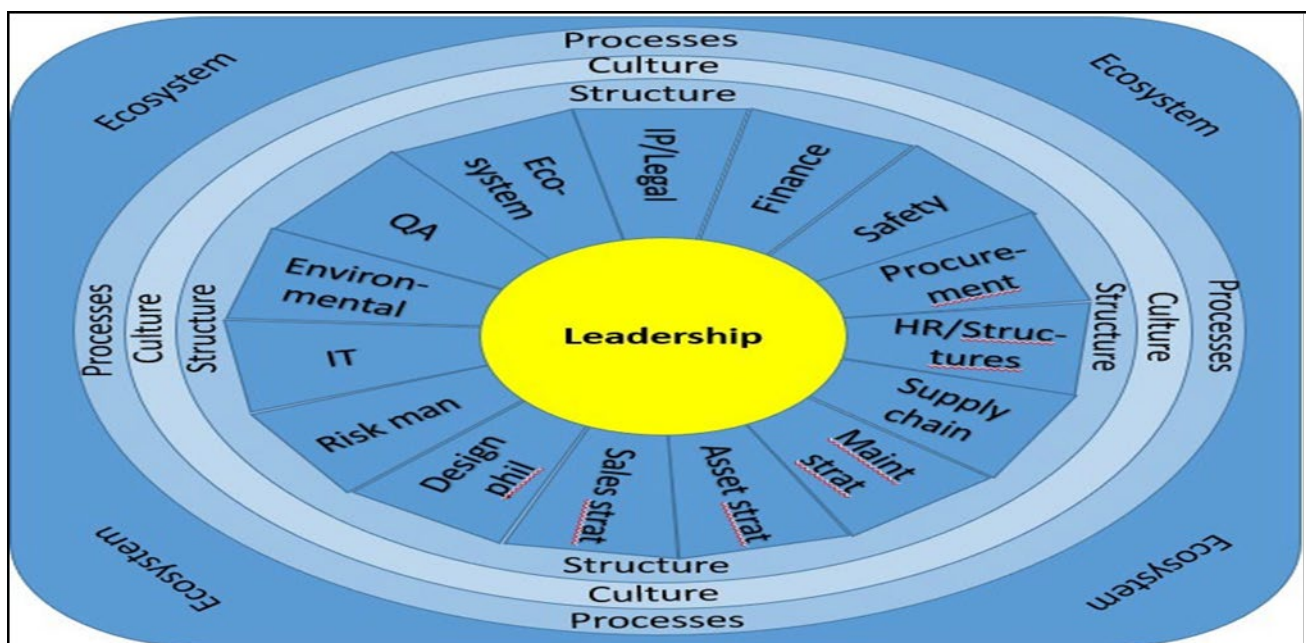 Ecosystem
Processes
Ecosystem
Culture
Structure
Eco-
system
IP/Legal
Finance
QA
Safety
Environ-
mental
Procure-
ment
Processes
Culture
Structure
Leadership
Structure
Culture
Processes
IT
HR/Struc-
tures
Risk man
Supply
chain
Design
phil
Sales strat
Asset strat
Maint
strat
Ecosystem
Structure
Ecosystem
Culture
Processes